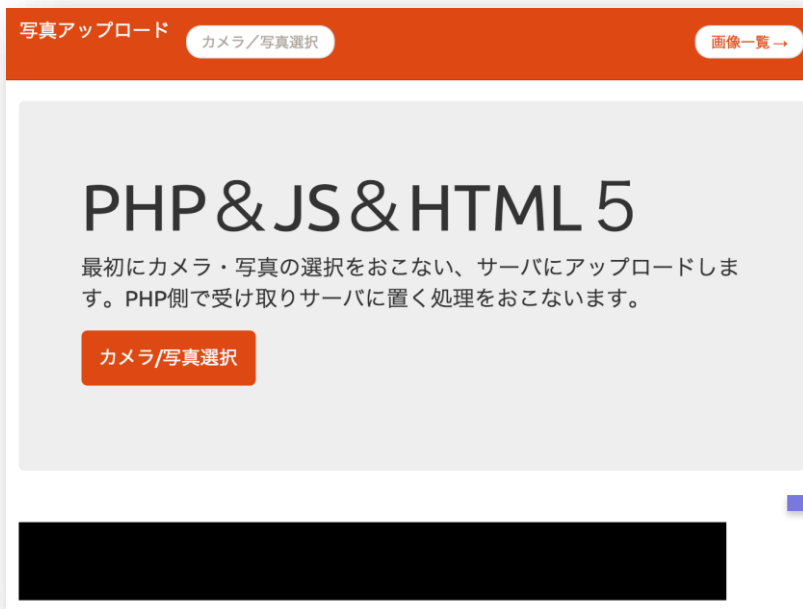 写真アップロード
カメラ／写真選択
画像一覧→
PHP＆JS＆HTML５
最初にカメラ・写真の選択をおこない、サーバにアップロードしま
す。PHP側で受け取りサーバに置く処理をおこないます。
カメラ/写真選択